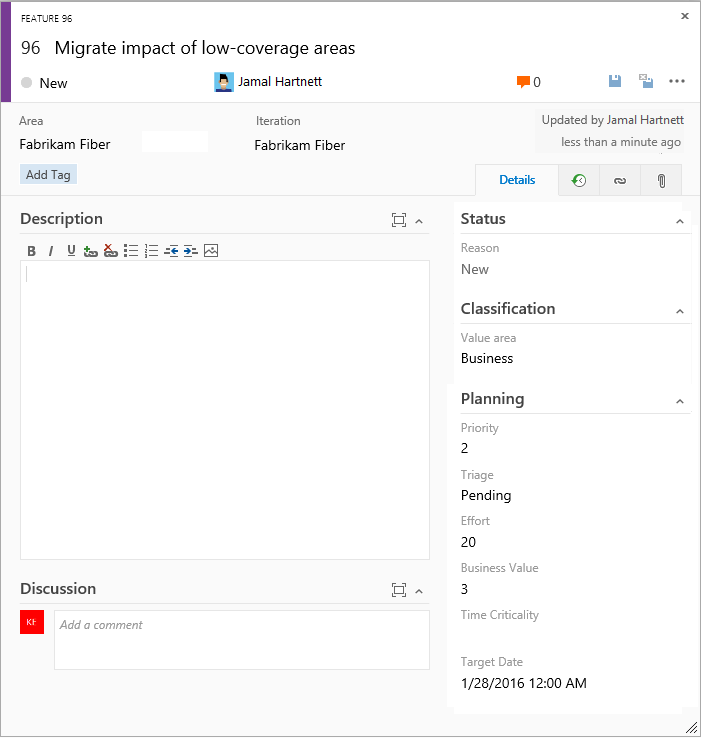 FEATURE 96
96 Migrate impact of low-coverage areas
New
Jamal Hartnett
0
Area
Iteration
Updated by Jamal Hartnett
Fabrikam Fiber
Fabrikam Fiber
less than a minute ago
Add Tag
Details
Description
B I U
Discussion
KF
Add a comment
Status
Reason
New
Classification
Value area
Business
Planning
Priority
2
Triage
Pending
Effort
20
Business Value
3
Time Criticality
Target Date
1/28/2016 12:00 AM